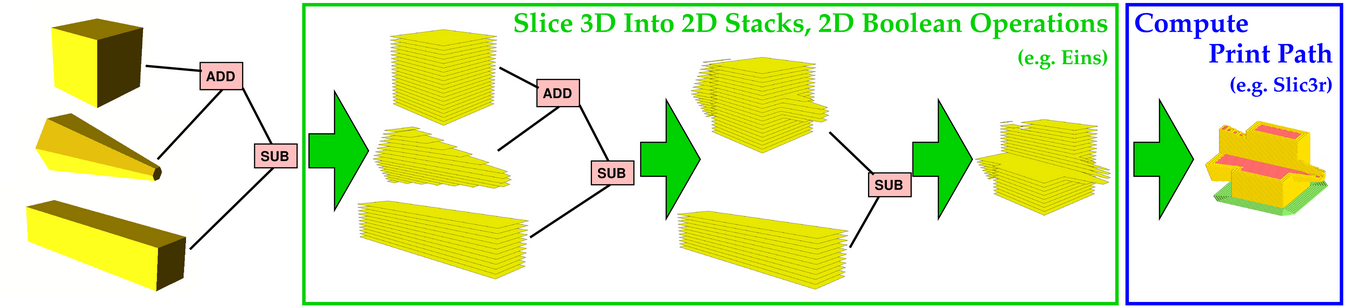 ADD
SUB
Slice 3D Into 2D Stacks, 2D Boolean Operations
(e.g. Eins)
ADD
SUB
SUB
Compute
Print Path
(e.g. Slic3r)